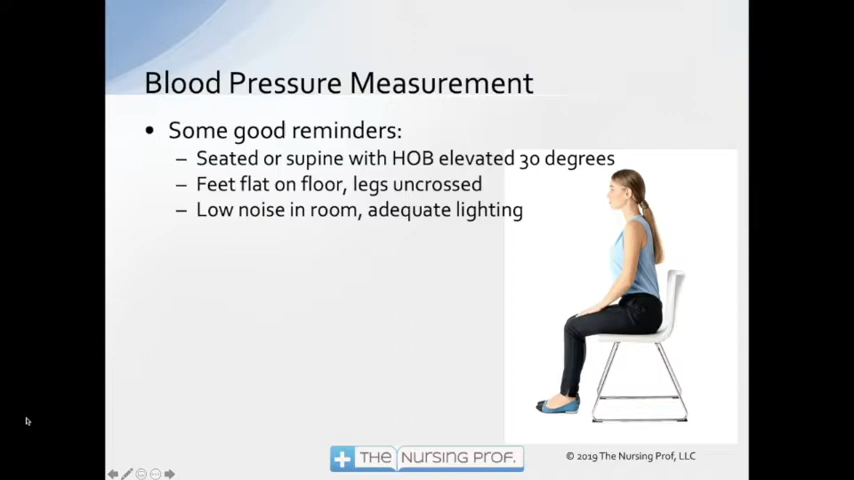 Blood Pressure Measurement
• Some good reminders:
– Seated or supine with HOB elevated 30 degrees
– Feet flat on floor, legs uncrossed
– Low noise in room, adequate lighting
THE NURSING PROF.
© 2019 The Nursing Prof, LLC